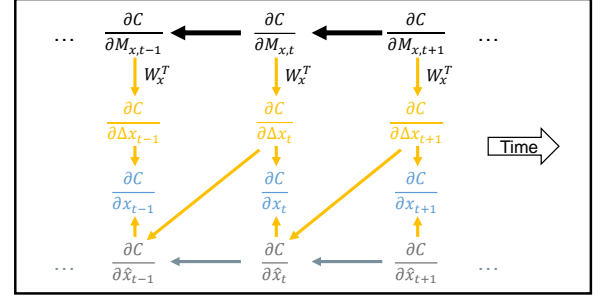 … ∂C/∂M_{x,t−1} ∂C/∂M_{x,t} ∂C/∂M_{x,t+1} …
W_x^T W_x^T W_x^T
∂C/∂Δx_{t−1} ∂C/∂Δx_t ∂C/∂Δx_{t+1}
Time
∂C/∂x_{t−1} ∂C/∂x_t ∂C/∂x_{t+1}
… ∂C/∂x̂_{t−1} ∂C/∂x̂_t ∂C/∂x̂_{t+1} …